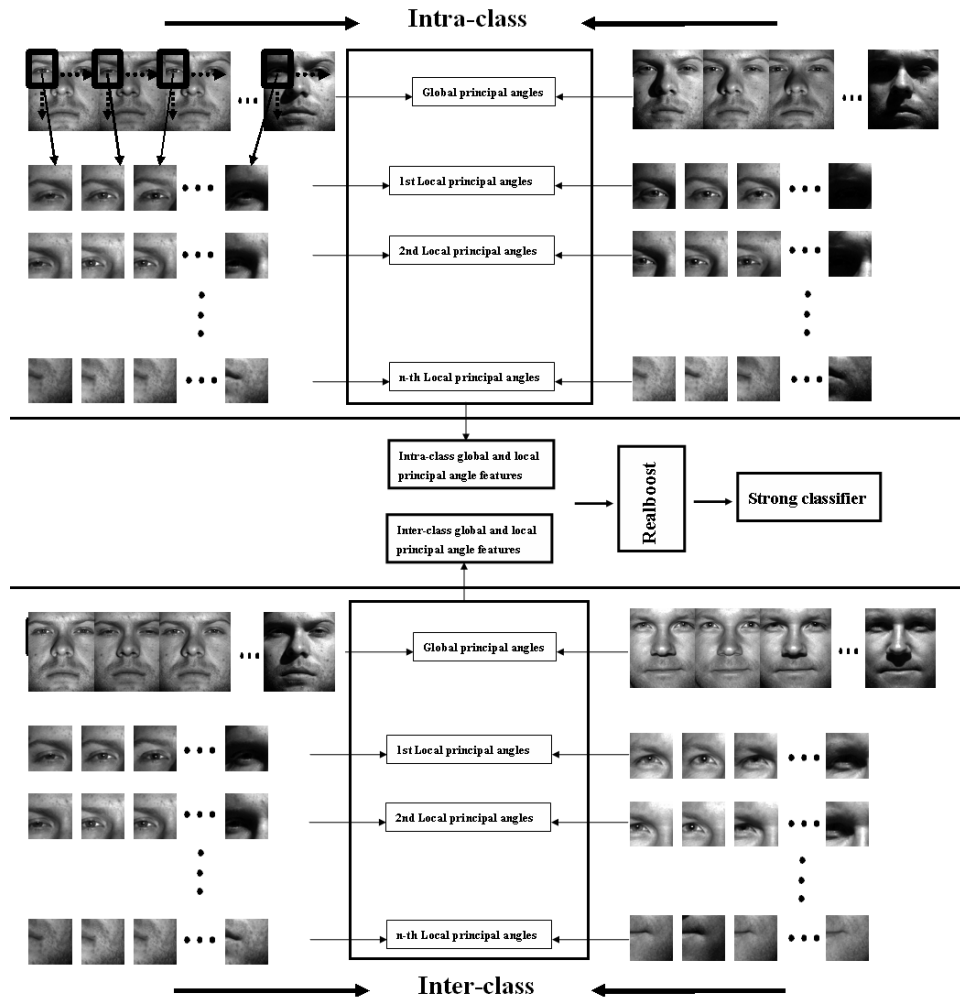 Intra-class
Global principal angles
1st Local principal angles
2nd Local principal angles
n-th Local principal angles
Intra-class global and local
principal angle features
Realboost
Strong classifier
Inter-class global and local
principal angle features
Global principal angles
1st Local principal angles
2nd Local principal angles
n-th Local principal angles
Inter-class